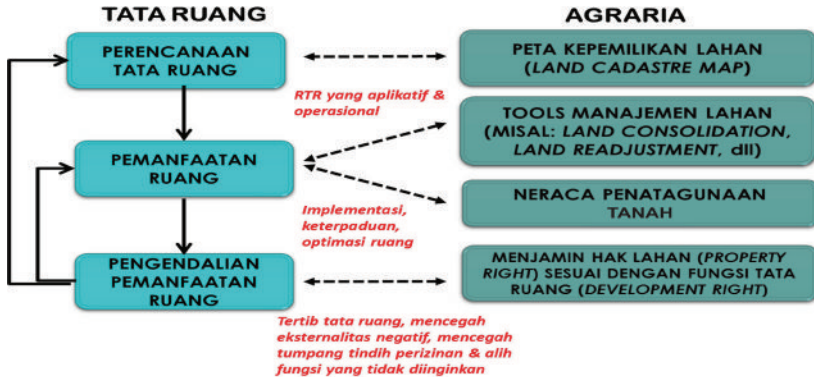 TATA RUANG
AGRARIA
PERENCANAAN
TATA RUANG
PETA KEPEMILIKAN LAHAN
(LAND CADASTRE MAP)
RTR yang aplikatif &
operasional
TOOLS MANAJEMEN LAHAN
(MISAL: LAND CONSOLIDATION,
LAND READJUSTMENT, dll)
PEMANFAATAN
RUANG
NERACA PENATAGUNAAN
TANAH
Implementasi,
keterpaduan,
optimasi ruang
PENGENDALIAN
PEMANFAATAN
RUANG
MENJAMIN HAK LAHAN (PROPERTY
RIGHT) SESUAI DENGAN FUNGSI TATA
RUANG (DEVELOPMENT RIGHT)
Tertib tata ruang, mencegah
eksternalitas negatif, mencegah
tumpang tindih perizinan & alih
fungsi yang tidak diinginkan